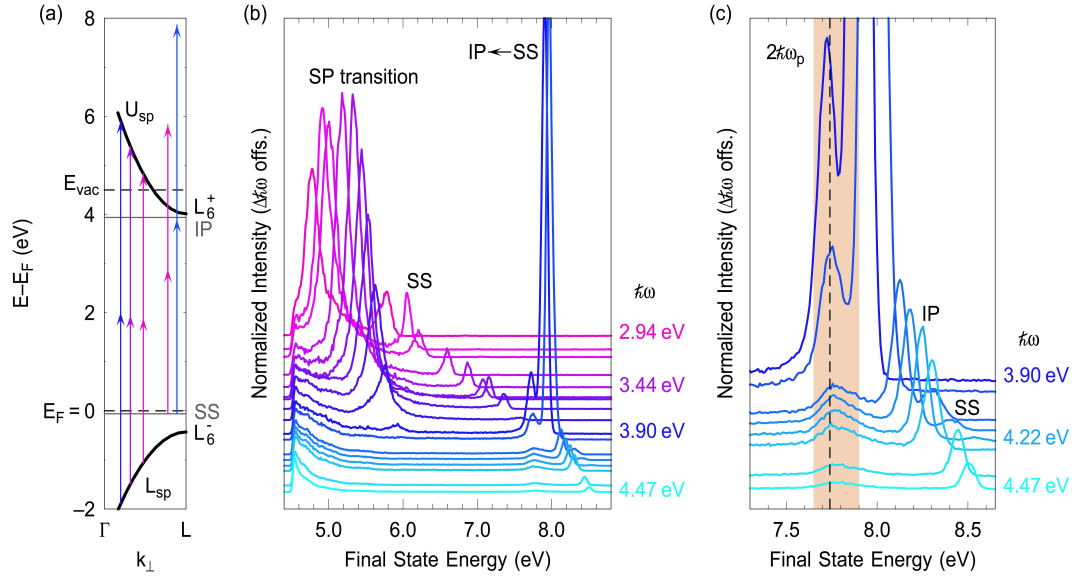 (a)
8
6
4
2
0
−2
E−E_F (eV)
U_sp
E_vac
L_6^+
IP
E_F = 0
SS
L_6^-
L_sp
Γ
L
k_⊥
(b)
Normalized Intensity (Δℏω offs.)
SP transition
IP←SS
SS
ℏω
2.94 eV
3.44 eV
3.90 eV
4.47 eV
5.0 6.0 7.0 8.0
Final State Energy (eV)
(c)
Normalized Intensity (Δℏω offs.)
2ℏω_p
IP
SS
ℏω
3.90 eV
4.22 eV
4.47 eV
7.5 8.0 8.5
Final State Energy (eV)